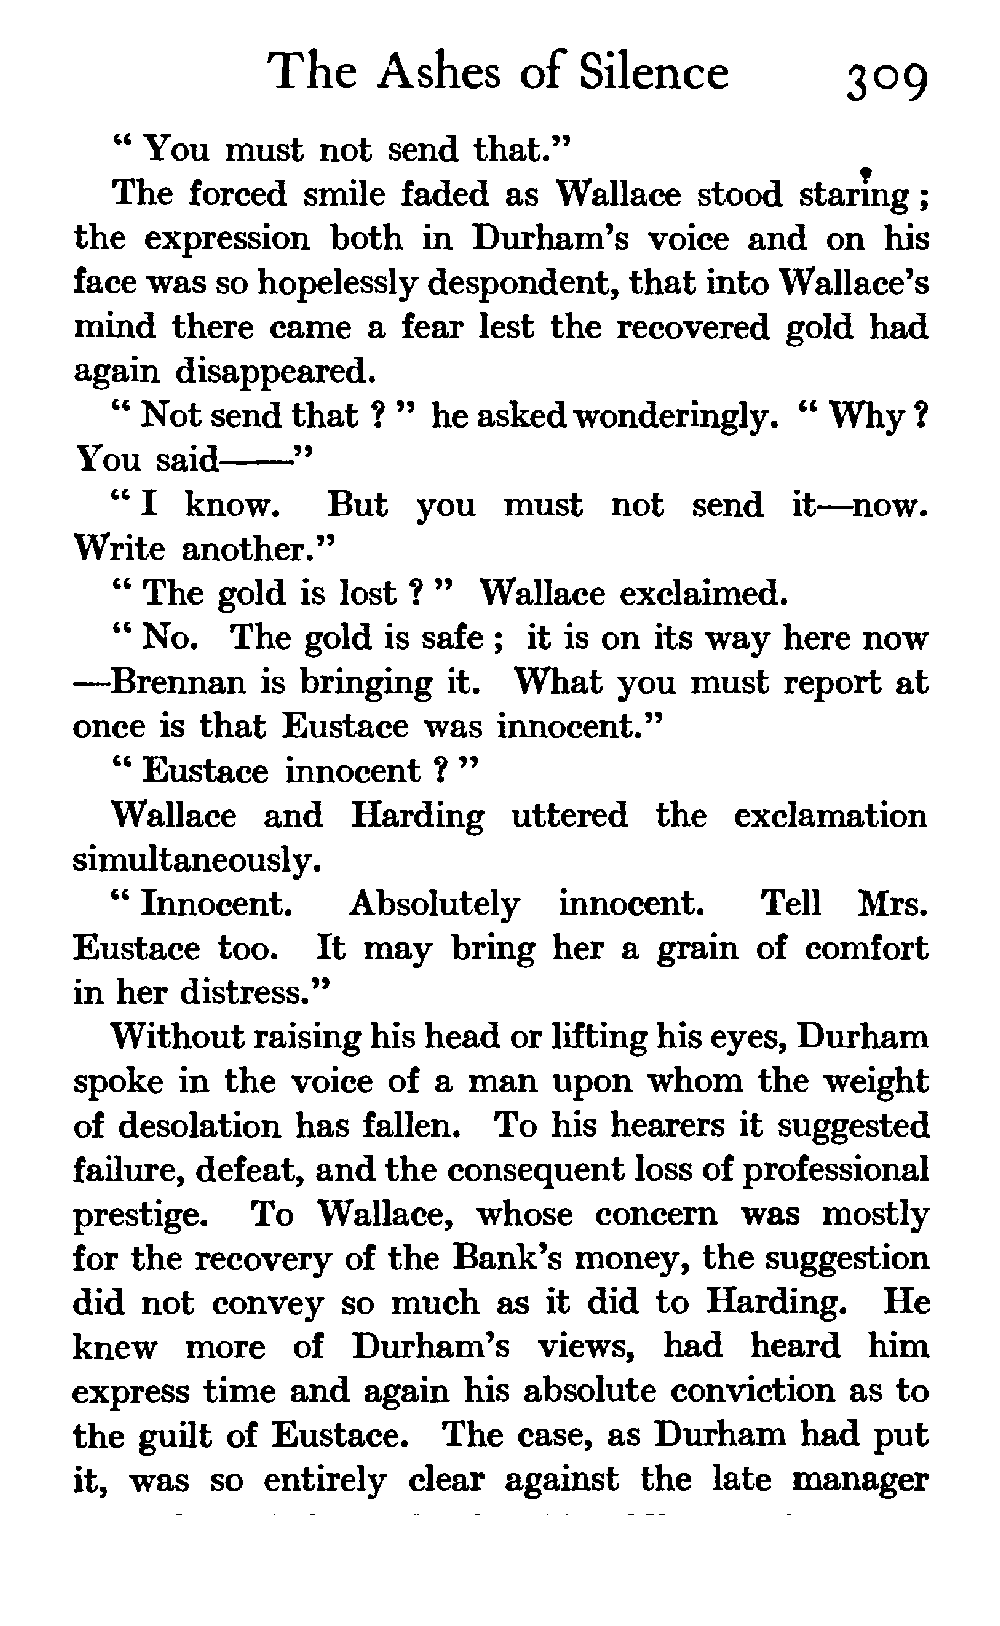 The Ashes of Silence 309
“ You must not send that.”
The forced smile faded as Wallace stood staring ;
the expression both in Durham’s voice and on his
face was so hopelessly despondent, that into Wallace’s
mind there came a fear lest the recovered gold had
again disappeared.
“ Not send that ? ” he asked wonderingly. “ Why ?
You said——”
“ I know. But you must not send it—now.
Write another.”
“ The gold is lost ? ” Wallace exclaimed.
“ No. The gold is safe ; it is on its way here now
—Brennan is bringing it. What you must report at
once is that Eustace was innocent.”
“ Eustace innocent ? ”
Wallace and Harding uttered the exclamation
simultaneously.
“ Innocent. Absolutely innocent. Tell Mrs.
Eustace too. It may bring her a grain of comfort
in her distress.”
Without raising his head or lifting his eyes, Durham
spoke in the voice of a man upon whom the weight
of desolation has fallen. To his hearers it suggested
failure, defeat, and the consequent loss of professional
prestige. To Wallace, whose concern was mostly
for the recovery of the Bank’s money, the suggestion
did not convey so much as it did to Harding. He
knew more of Durham’s views, had heard him
express time and again his absolute conviction as to
the guilt of Eustace. The case, as Durham had put
it, was so entirely clear against the late manager